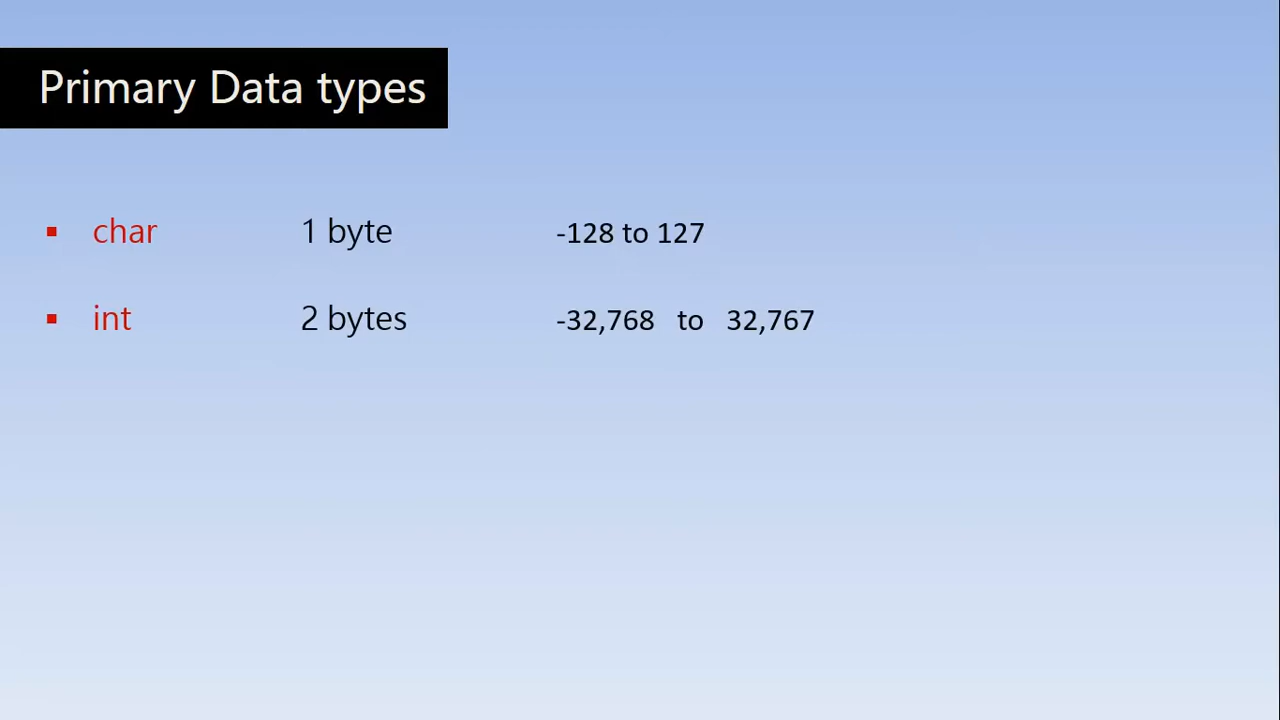 Primary Data types
▪ char 1 byte -128 to 127
▪ int 2 bytes -32,768 to 32,767